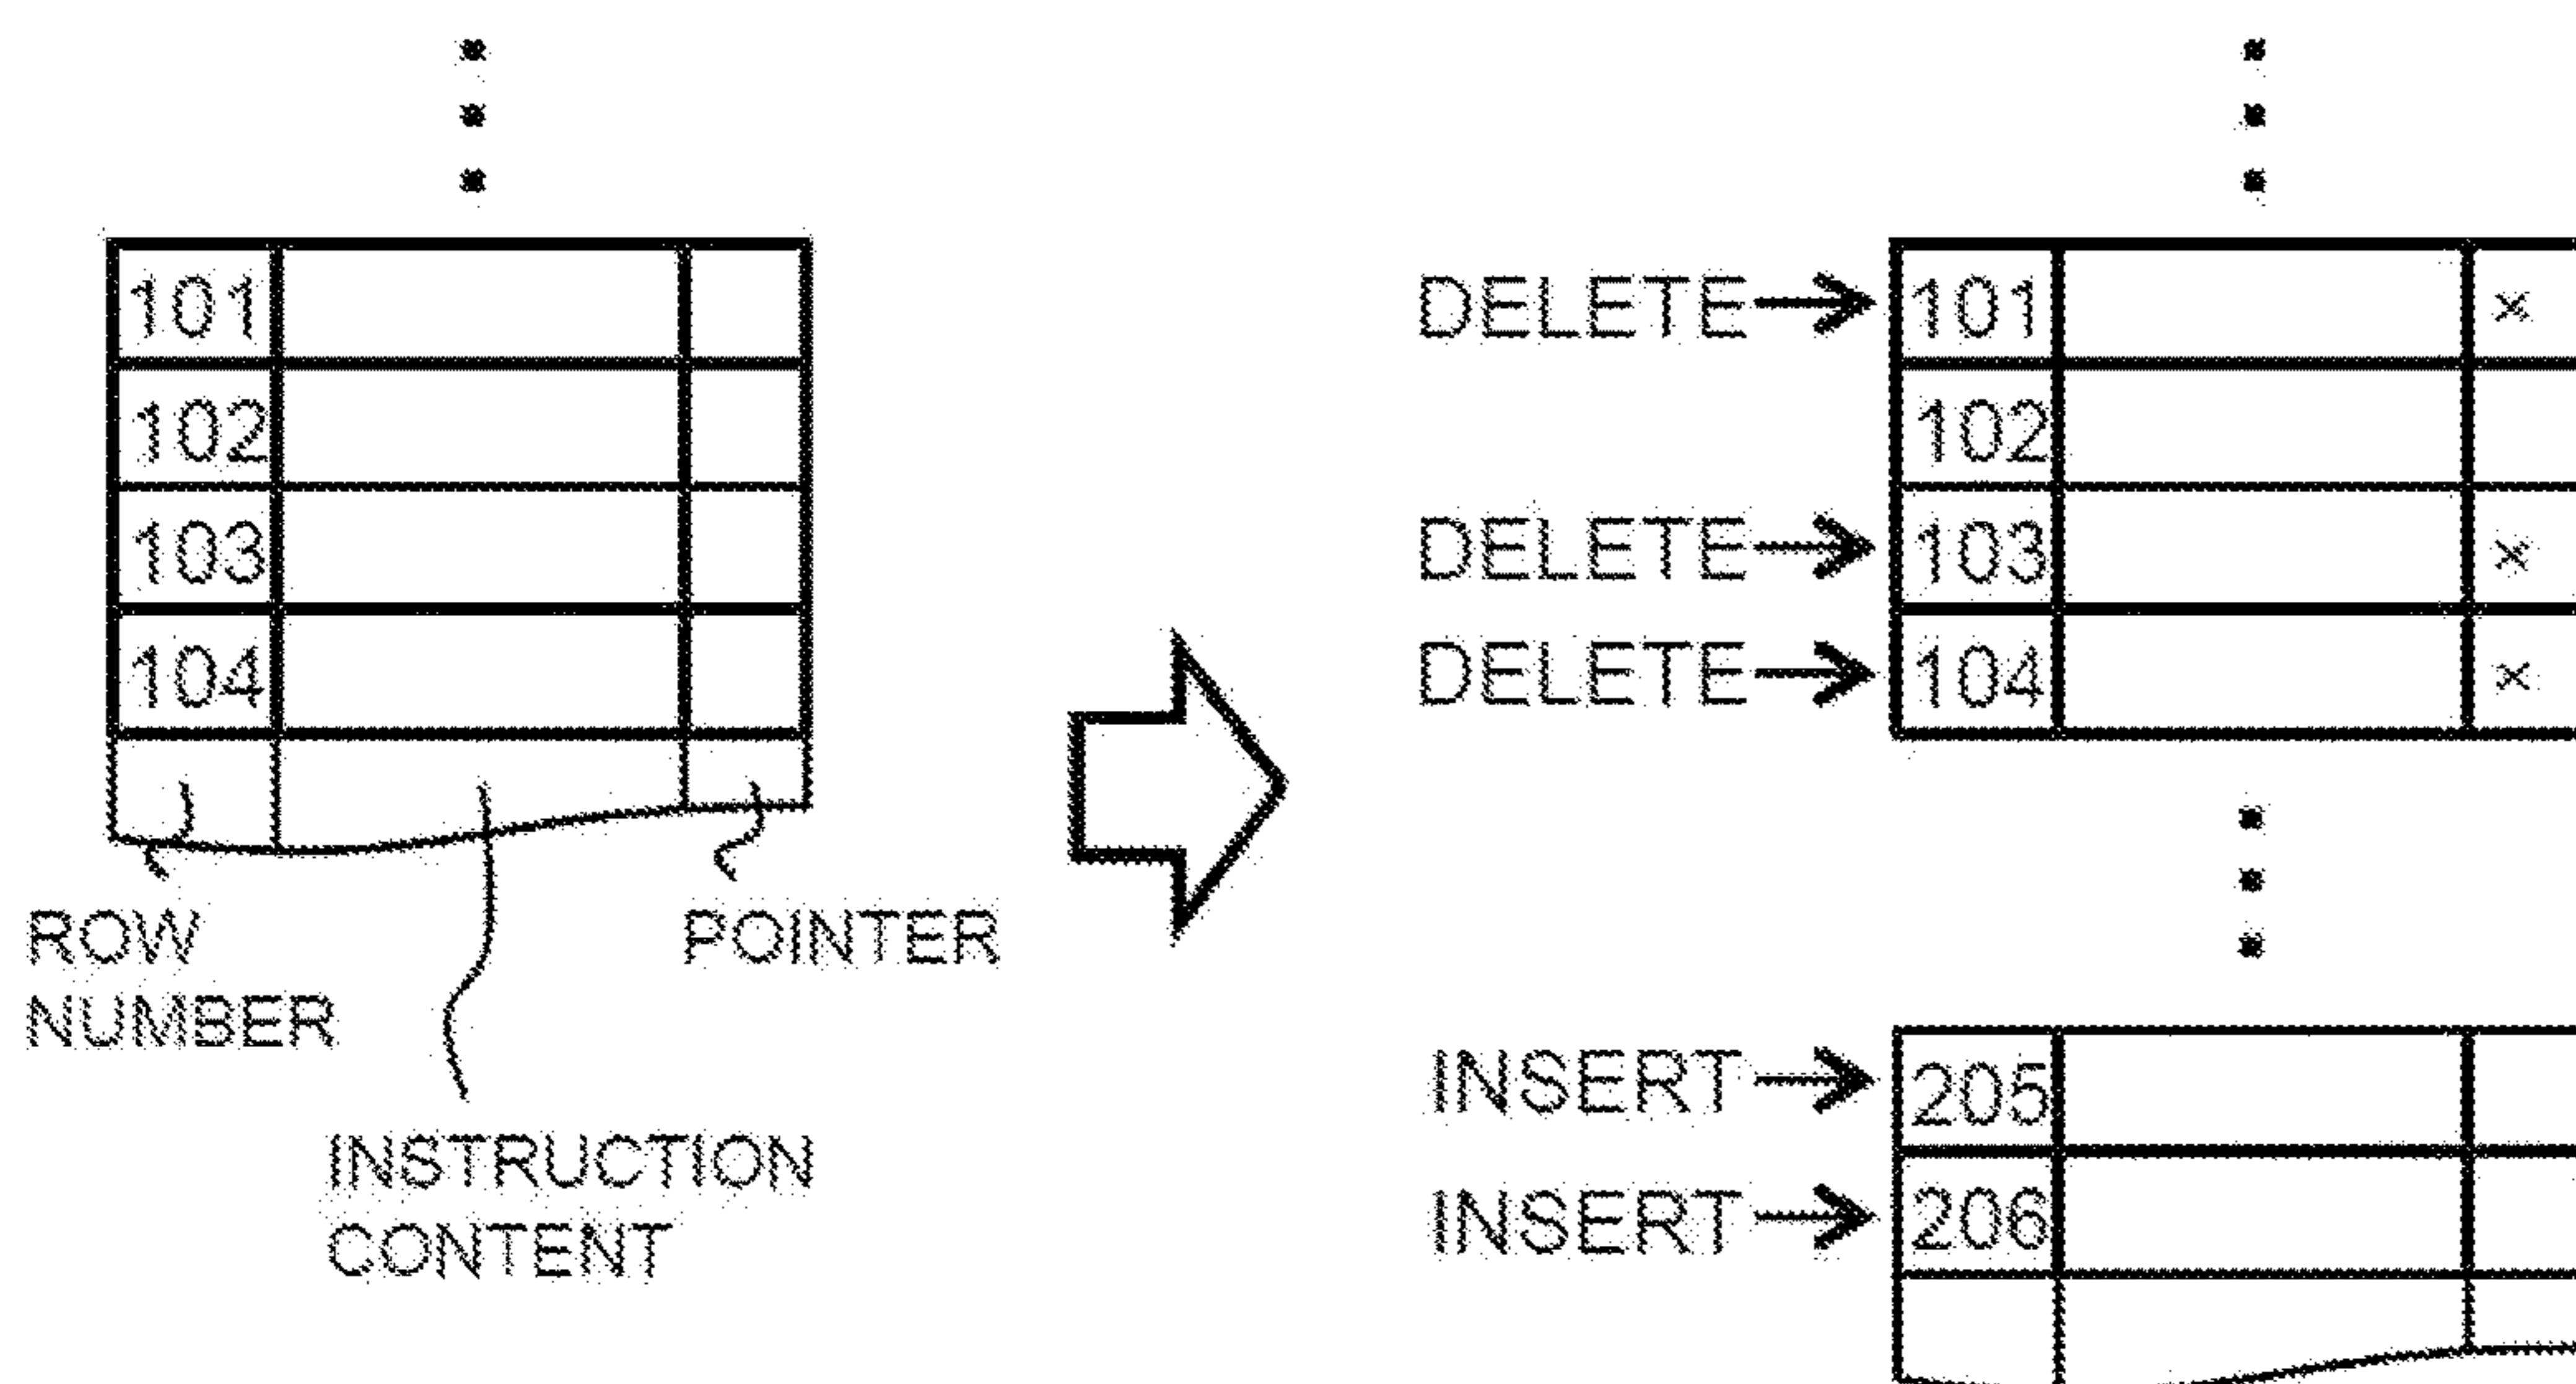 101
102
103
104
ROW
NUMBER
POINTER
INSTRUCTION
CONTENT
DELETE 101 ×
102
DELETE 103 ×
DELETE 104 ×
INSERT 205
INSERT 206